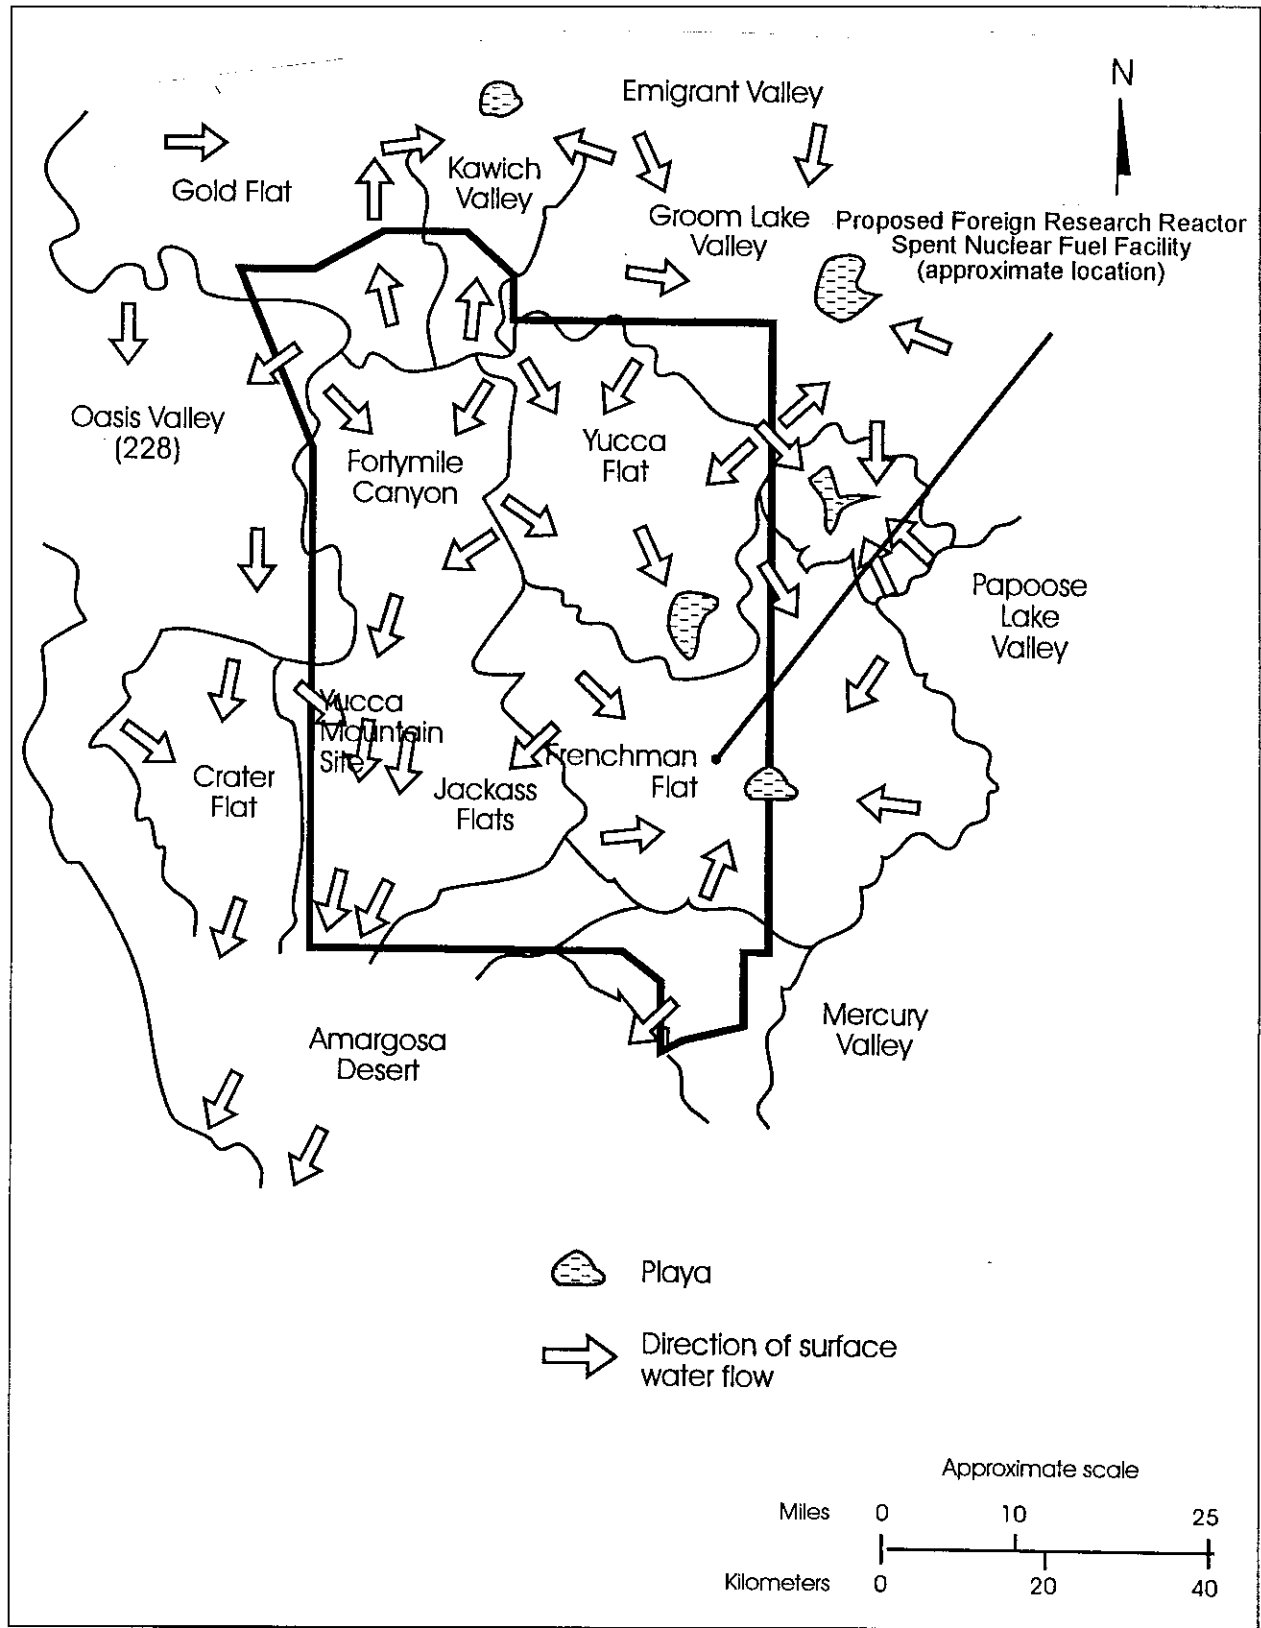 N
Emigrant Valley
Kawich
Valley
Gold Flat
Groom Lake
Valley
Proposed Foreign Research Reactor
Spent Nuclear Fuel Facility
(approximate location)
Oasis Valley
(228)
Fortymile
Canyon
Yucca
Flat
Papoose
Lake
Valley
Yucca
Mountain
Site
Crater
Flat
Jackass
Flats
Frenchman
Flat
Mercury
Valley
Amargosa
Desert
Playa
Direction of surface
water flow
Approximate scale
Miles 0 10 25
Kilometers 0 20 40